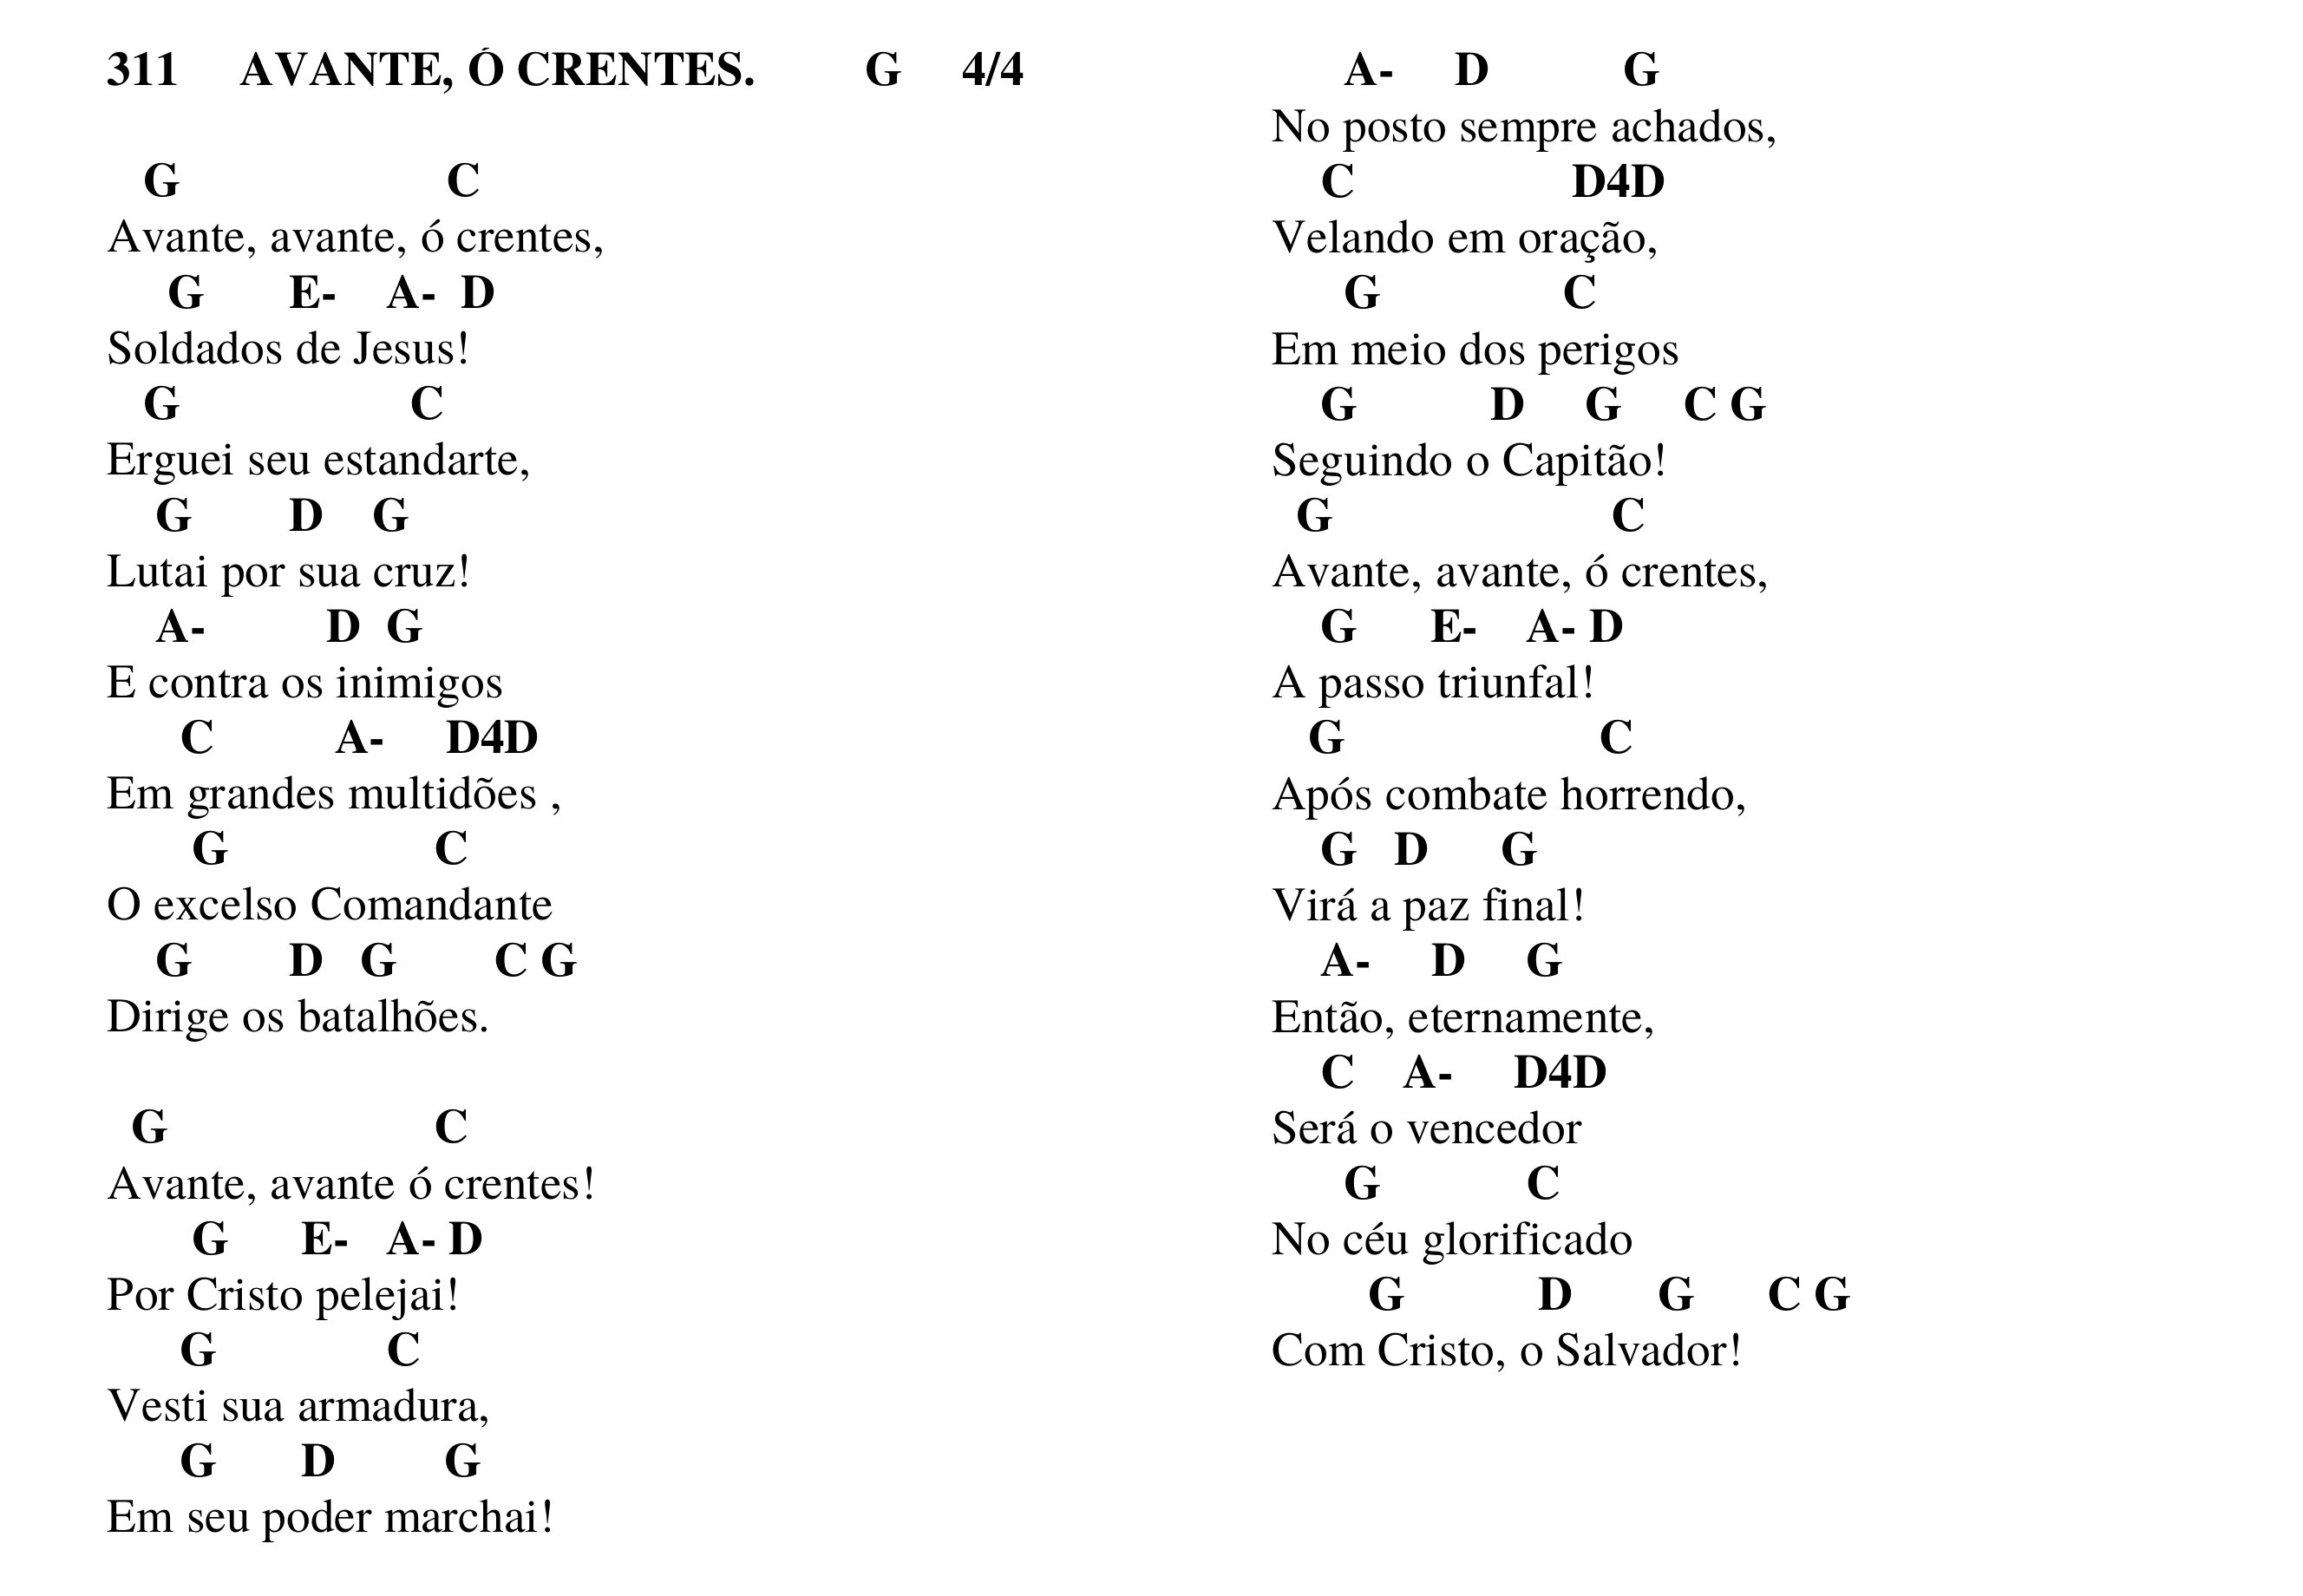 311 AVANTE, Ó CRENTES. G 4/4
G C
Avante, avante, ó crentes,
G E- A- D
Soldados de Jesus!
G C
Erguei seu estandarte,
G D G
Lutai por sua cruz!
A- D G
E contra os inimigos
C A- D4D
Em grandes multidões ,
G C
O excelso Comandante
G D G C G
Dirige os batalhões.
G C
Avante, avante ó crentes!
G E- A- D
Por Cristo pelejai!
G C
Vesti sua armadura,
G D G
Em seu poder marchai!
A- D G
No posto sempre achados,
C D4D
Velando em oração,
G C
Em meio dos perigos
G D G C G
Seguindo o Capitão!
G C
Avante, avante, ó crentes,
G E- A- D
A passo triunfal!
G C
Após combate horrendo,
G D G
Virá a paz final!
A- D G
Então, eternamente,
C A- D4D
Será o vencedor
G C
No céu glorificado
G D G C G
Com Cristo, o Salvador!